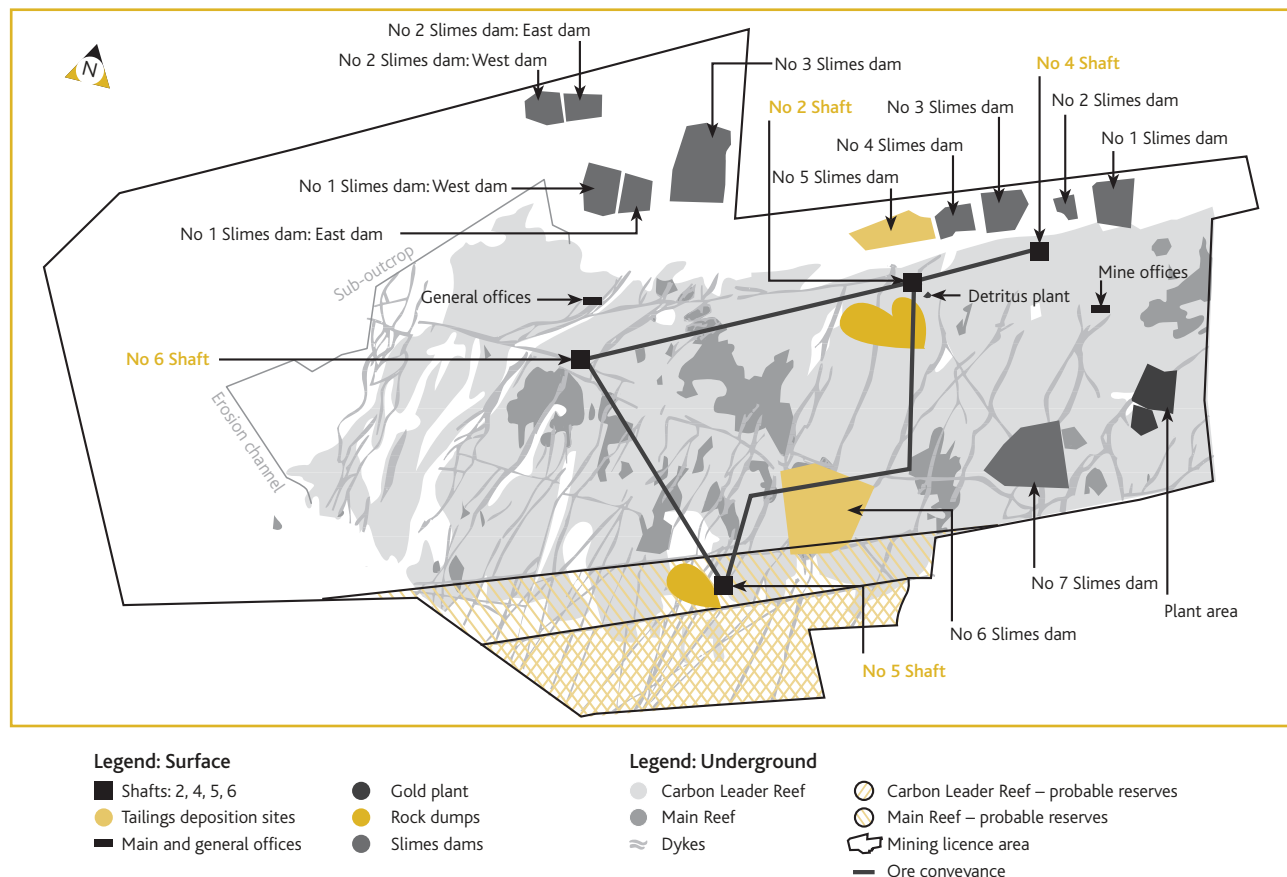 No 2 Slimes dam: East dam
No 2 Slimes dam: West dam
N
No 3 Slimes dam
No 4 Shaft
No 2 Shaft
No 3 Slimes dam
No 2 Slimes dam
No 4 Slimes dam
No 1 Slimes dam
No 5 Slimes dam
No 1 Slimes dam: West dam
No 1 Slimes dam: East dam
Sub-outcrop
General offices
Mine offices
Detritus plant
No 6 Shaft
Erosion channel
No 7 Slimes dam
Plant area
No 6 Slimes dam
No 5 Shaft
Legend: Surface
Shafts: 2, 4, 5, 6
Tailings deposition sites
Main and general offices
Gold plant
Rock dumps
Slimes dams
Legend: Underground
Carbon Leader Reef
Main Reef
Dykes
Carbon Leader Reef – probable reserves
Main Reef – probable reserves
Mining licence area
Ore conveyance